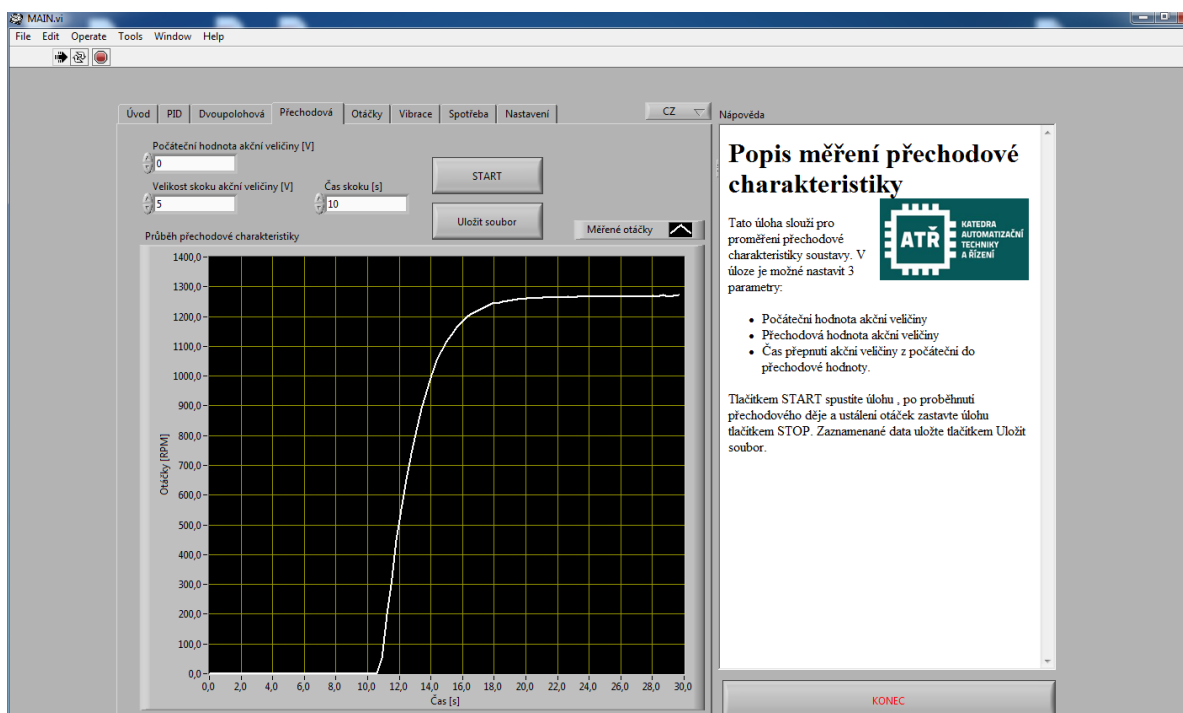 MAIN.vi
File Edit Operate Tools Window Help
Úvod PID Dvoupolohová Přechodová Otáčky Vibrace Spotřeba Nastavení
CZ
Počáteční hodnota akční veličiny [V]
0
Velikost skoku akční veličiny [V]
5
Čas skoku [s]
10
START
Uložit soubor
Průběh přechodové charakteristiky
Měřené otáčky
1400,0
1300,0
1200,0
1100,0
1000,0
900,0
800,0
700,0
600,0
500,0
400,0
300,0
200,0
100,0
0,0
Otáčky [RPM]
0,0 2,0 4,0 6,0 8,0 10,0 12,0 14,0 16,0 18,0 20,0 22,0 24,0 26,0 28,0 30,0
Čas [s]
Nápověda
Popis měření přechodové
charakteristiky
ATŘ
KATEDRA
AUTOMATIZAČNÍ
TECHNIKY
A ŘÍZENÍ
Tato úloha slouží pro
proměření přechodové
charakteristiky soustavy. V
úloze je možné nastavit 3
parametry:
• Počáteční hodnota akční veličiny
• Přechodová hodnota akční veličiny
• Čas přepnutí akční veličiny z počáteční do
přechodové hodnoty.
Tlačítkem START spustíte úlohu , po proběhnutí
přechodového děje a ustálení otáček zastavte úlohu
tlačítkem STOP. Zaznamenané data uložte tlačítkem Uložit
soubor.
KONEC